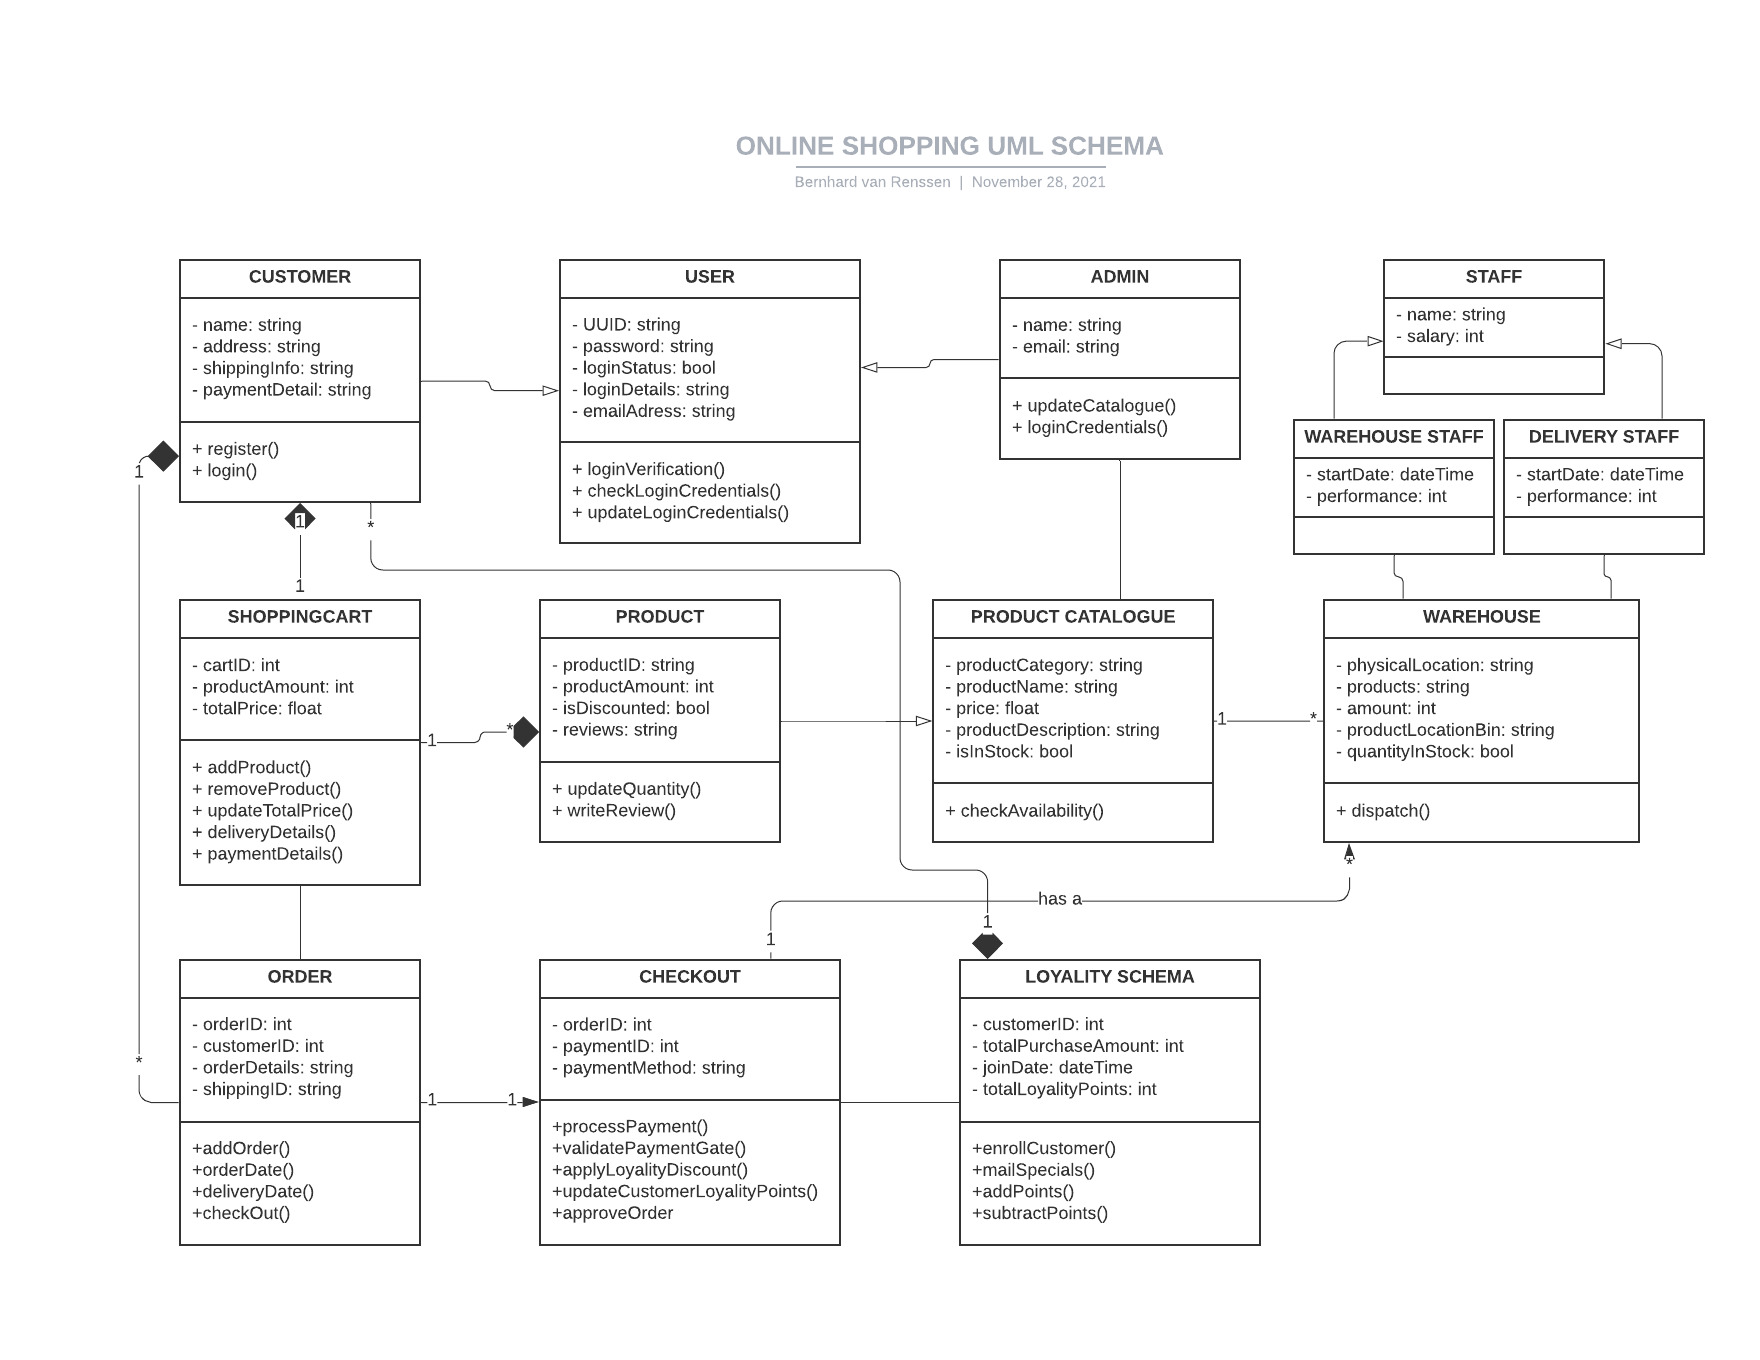 ONLINE SHOPPING UML SCHEMA
Bernhard van Renssen | November 28, 2021
CUSTOMER
- name: string
- address: string
- shippingInfo: string
- paymentDetail: string
+ register()
+ login()
USER
- UUID: string
- password: string
- loginStatus: bool
- loginDetails: string
- emailAdress: string
+ loginVerification()
+ checkLoginCredentials()
+ updateLoginCredentials()
ADMIN
- name: string
- email: string
+ updateCatalogue()
+ loginCredentials()
STAFF
- name: string
- salary: int
WAREHOUSE STAFF
- startDate: dateTime
- performance: int
DELIVERY STAFF
- startDate: dateTime
- performance: int
1
1
*
1
SHOPPINGCART
- cartID: int
- productAmount: int
- totalPrice: float
+ addProduct()
+ removeProduct()
+ updateTotalPrice()
+ deliveryDetails()
+ paymentDetails()
1
*
PRODUCT
- productID: string
- productAmount: int
- isDiscounted: bool
- reviews: string
+ updateQuantity()
+ writeReview()
PRODUCT CATALOGUE
- productCategory: string
- productName: string
- price: float
- productDescription: string
- isInStock: bool
+ checkAvailability()
1
*
WAREHOUSE
- physicalLocation: string
- products: string
- amount: int
- productLocationBin: string
- quantityInStock: bool
+ dispatch()
*
has a
1
1
*
ORDER
- orderID: int
- customerID: int
- orderDetails: string
- shippingID: string
+addOrder()
+orderDate()
+deliveryDate()
+checkOut()
1
1
CHECKOUT
- orderID: int
- paymentID: int
- paymentMethod: string
+processPayment()
+validatePaymentGate()
+applyLoyalityDiscount()
+updateCustomerLoyalityPoints()
+approveOrder
LOYALITY SCHEMA
- customerID: int
- totalPurchaseAmount: int
- joinDate: dateTime
- totalLoyalityPoints: int
+enrollCustomer()
+mailSpecials()
+addPoints()
+subtractPoints()